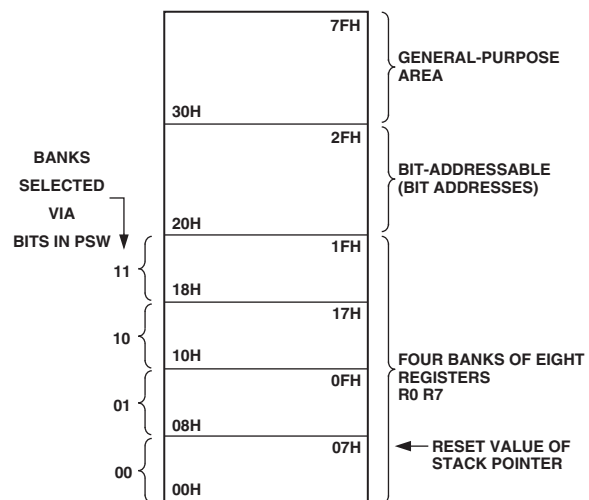 7FH
GENERAL-PURPOSE
AREA
30H
2FH
BANKS
SELECTED
VIA
BITS IN PSW
BIT-ADDRESSABLE
(BIT ADDRESSES)
20H
1FH
11
18H
17H
10
10H
FOUR BANKS OF EIGHT
REGISTERS
R0 R7
0FH
01
08H
07H
RESET VALUE OF
STACK POINTER
00
00H